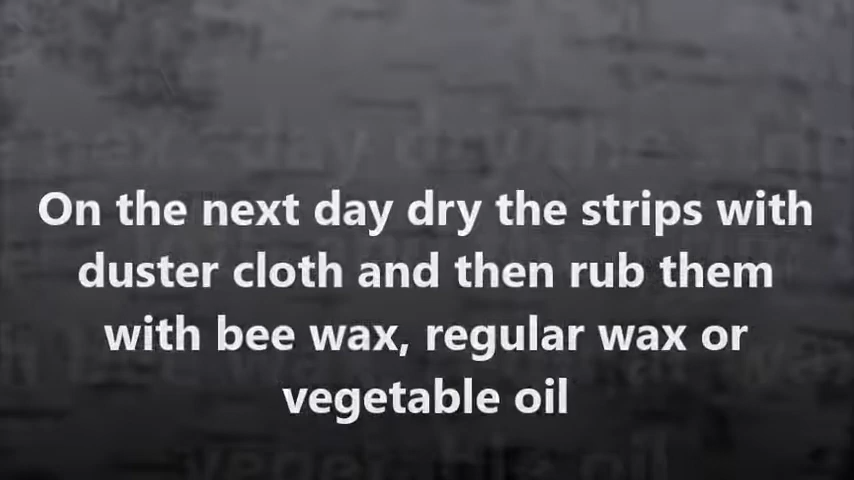 On the next day dry the strips with
duster cloth and then rub them
with bee wax, regular wax or
vegetable oil